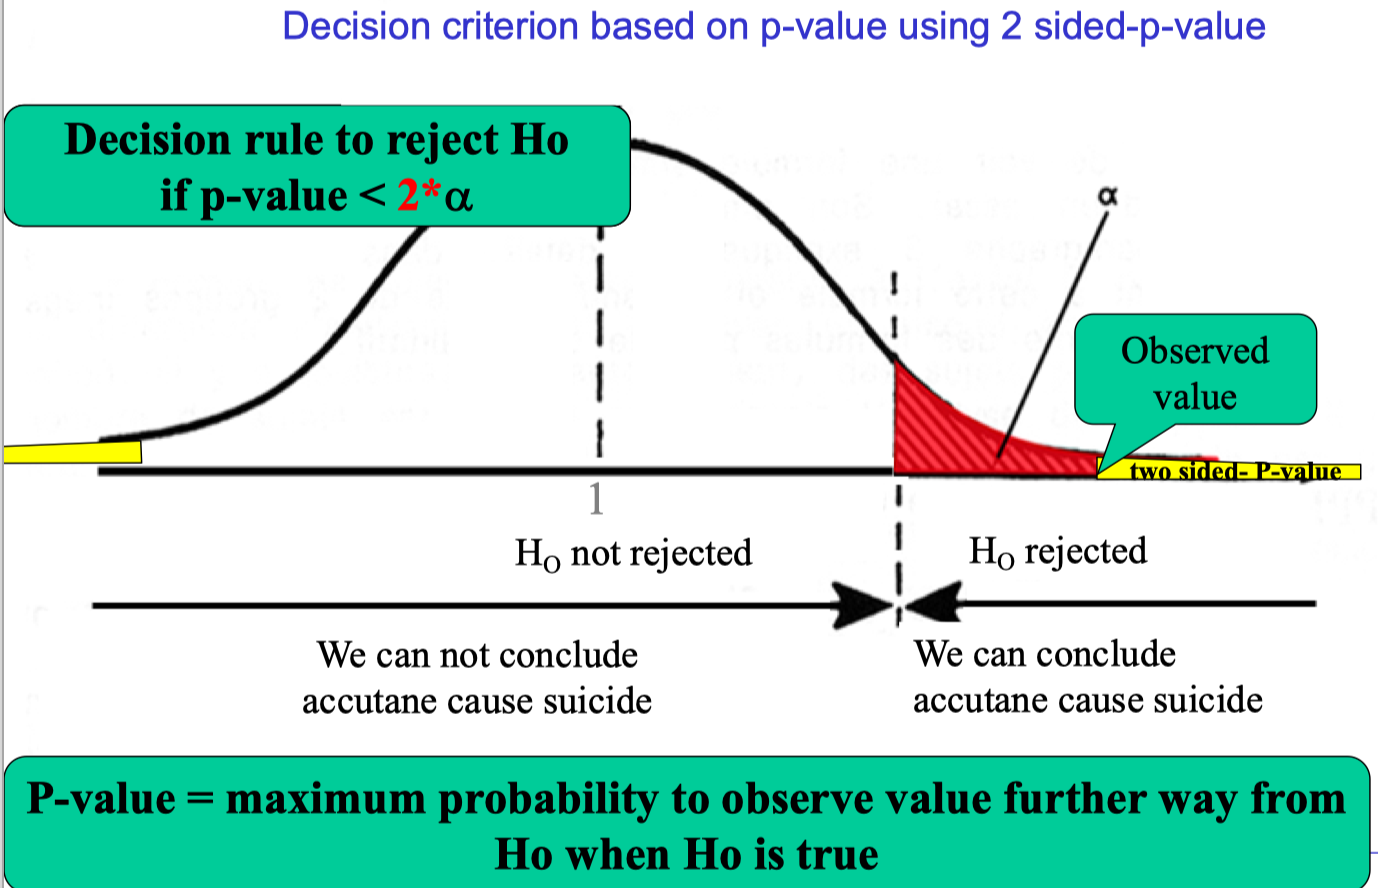 Decision criterion based on p-value using 2 sided-p-value
Decision rule to reject Ho
if p-value < 2*α
α
Observed
value
two sided- P-value
1
HO not rejected
HO rejected
We can not conclude
accutane cause suicide
We can conclude
accutane cause suicide
P-value = maximum probability to observe value further way from
Ho when Ho is true